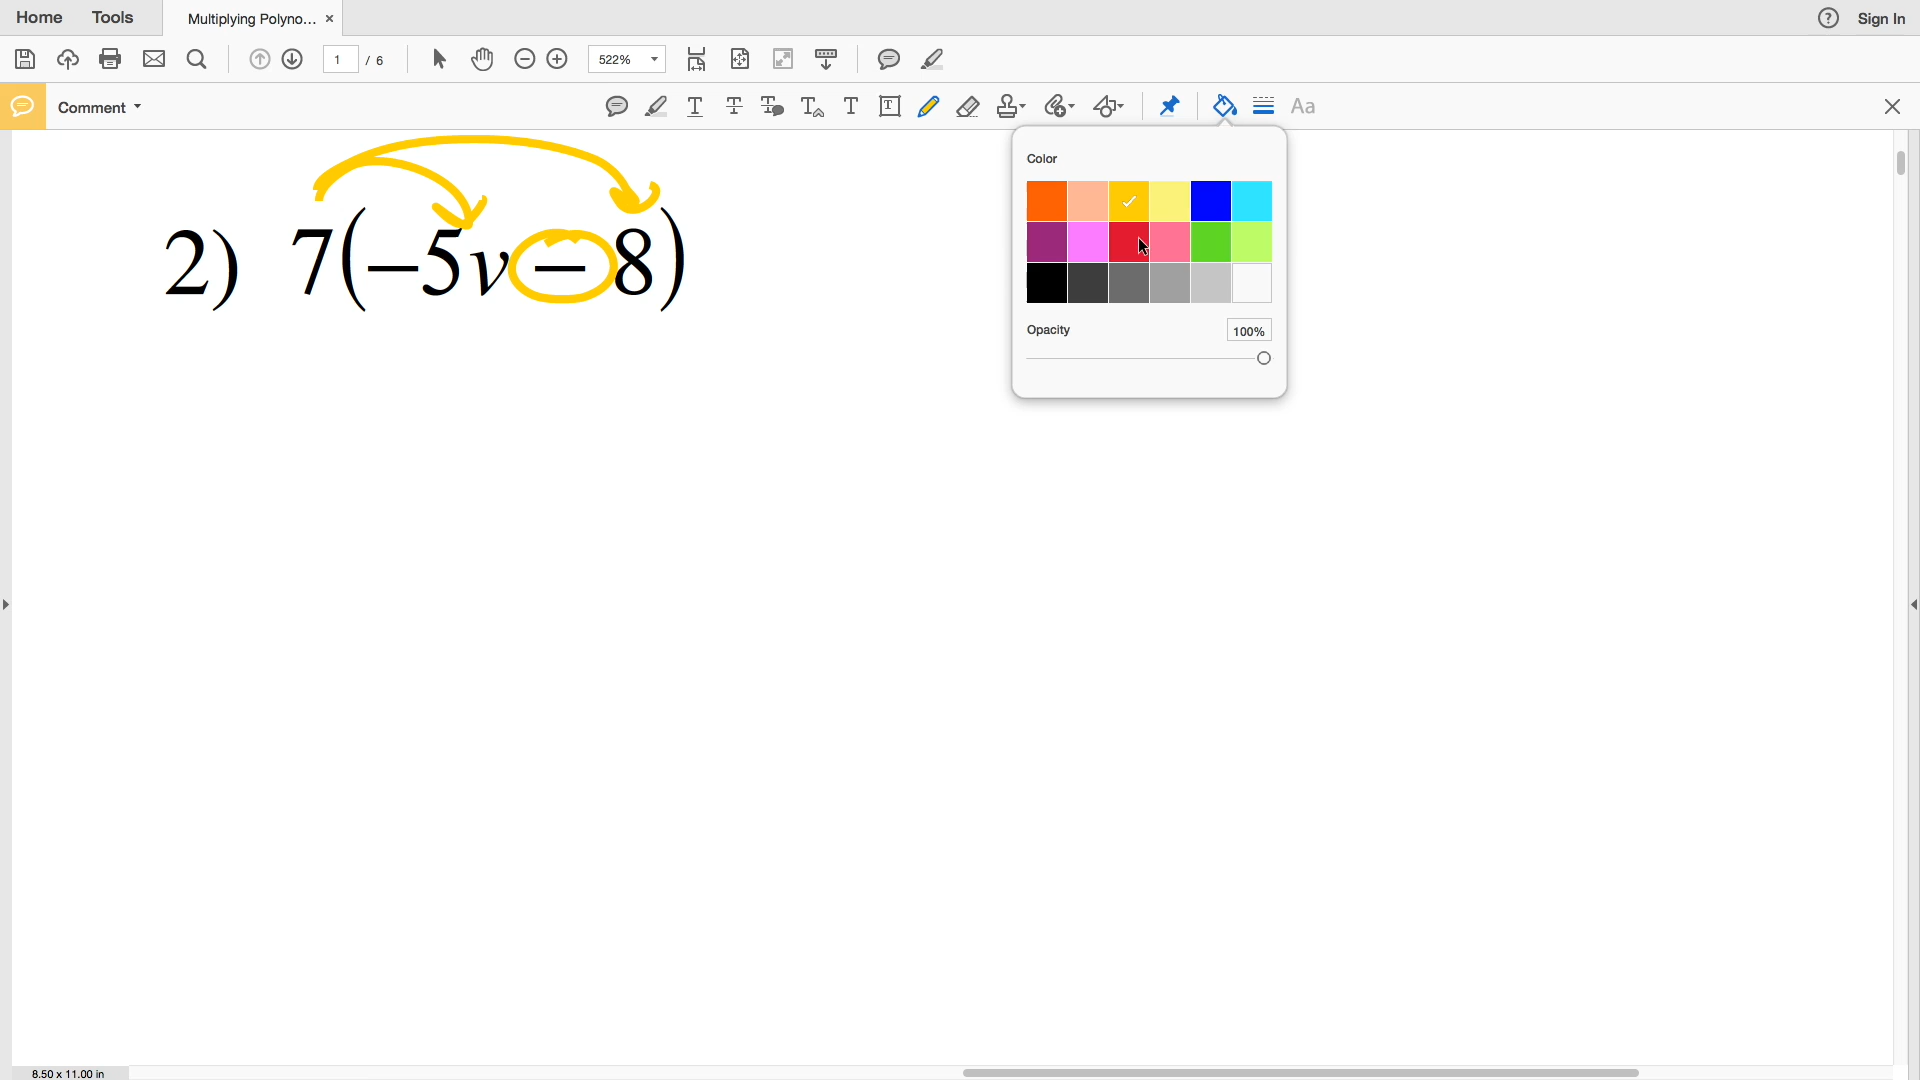 Home Tools Multiplying Polyno... × ? Sign In
1 / 6 522%
Comment T T T T T T Aa
Color
2) 7(−5v − 8)
Opacity 100%
8.50 x 11.00 in